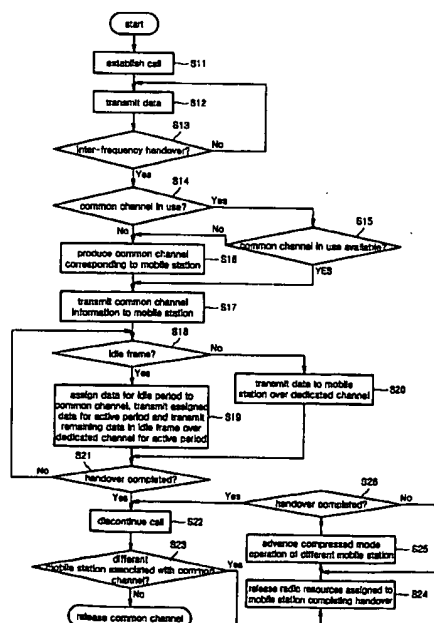 start
establish call
S11
transmit data
S12
S13
inter-frequency handover?
No
Yes
S14
common channel in use?
Yes
No
S15
No
common channel in use available?
produce common channel
corresponding to mobile station
S16
YES
transmit common channel
information to mobile station
S17
S18
idle frame?
No
Yes
assign data for idle period to
common channel, transmit assigned
data for active period and transmit
remaining data in idle frame over
dedicated channel for active period
S19
transmit data to mobile
station over dedicated channel
S20
S21
No
handover completed?
Yes
S26
Yes
handover completed?
No
discontinue call
S22
S23
different
mobile station associated with common
channel?
Yes
No
advance compressed mode
operation of different mobile station
S25
release radio resources assigned to
mobile station completing handover
S24
release common channel